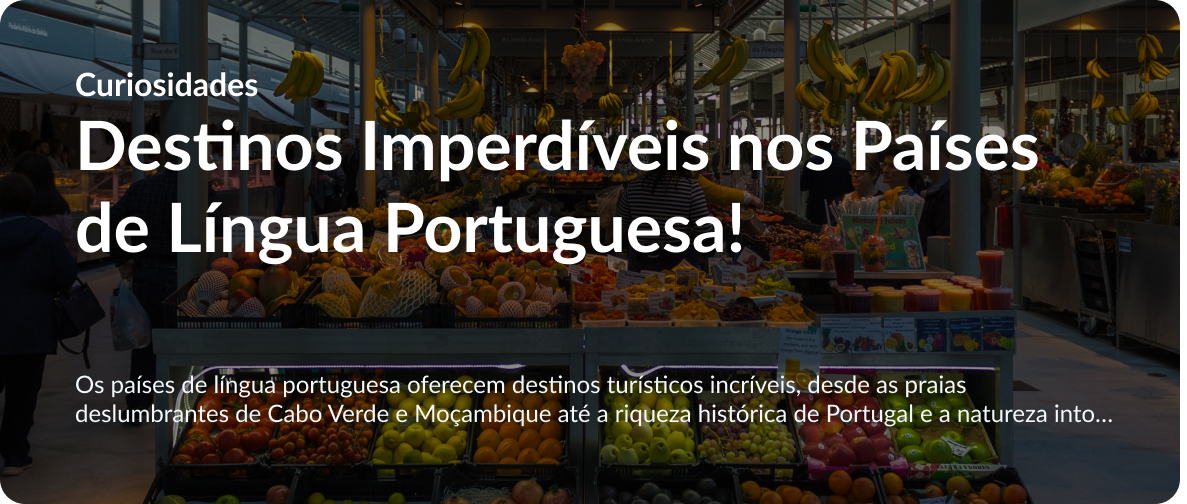 Curiosidades
Destinos Imperdíveis nos Países
de Língua Portuguesa!
Os países de língua portuguesa oferecem destinos turísticos incríveis, desde as praias
deslumbrantes de Cabo Verde e Moçambique até a riqueza histórica de Portugal e a natureza into...